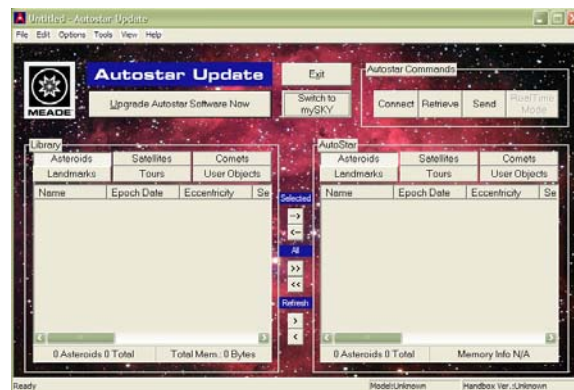 Untitled - Autostar Update
File Edit Options Tools View Help
MEADE
Autostar Update
Upgrade Autostar Software Now
Exit
Switch to
mySKY
Autostar Commands
Connect Retrieve Send RealTime
Mode
Library
Asteroids Satellites Comets
Landmarks Tours User Objects
Name Epoch Date Eccentricity Se
0 Asteroids 0 Total Total Mem.: 0 Bytes
Selected
->
<-
All
>>
<<
Refresh
>
<
AutoStar
Asteroids Satellites Comets
Landmarks Tours User Objects
Name Epoch Date Eccentricity Se
0 Asteroids 0 Total Memory Info N/A
Ready Model:Unknown Handbox Ver.:Unknown